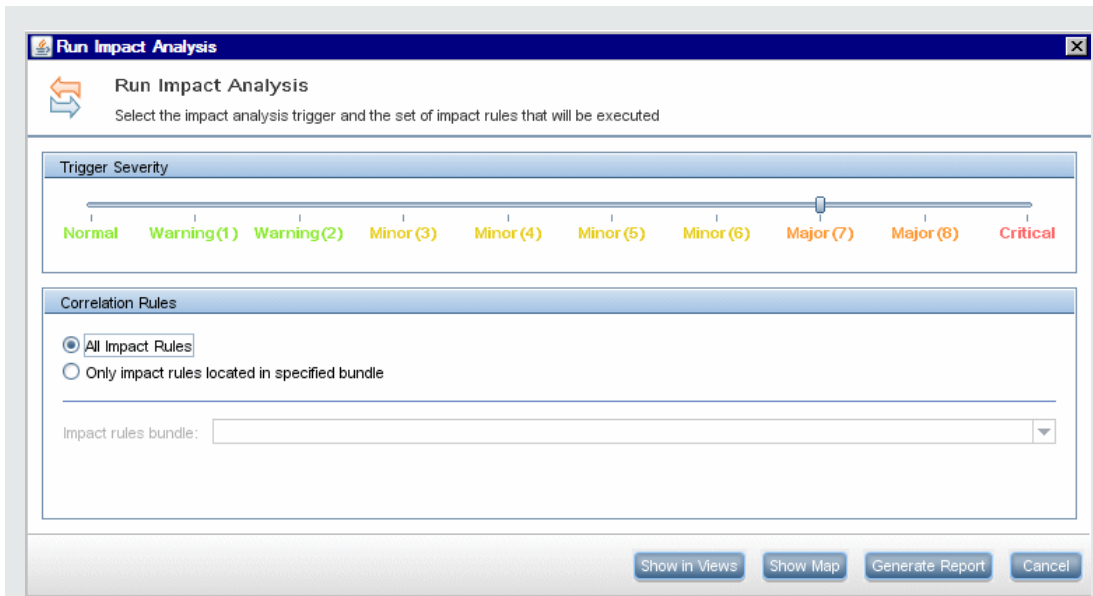 Run Impact Analysis
Run Impact Analysis
Select the impact analysis trigger and the set of impact rules that will be executed
Trigger Severity
Normal Warning(1) Warning(2) Minor(3) Minor(4) Minor(5) Minor(6) Major(7) Major(8) Critical
Correlation Rules
All Impact Rules
Only impact rules located in specified bundle
Impact rules bundle:
Show in Views Show Map Generate Report Cancel